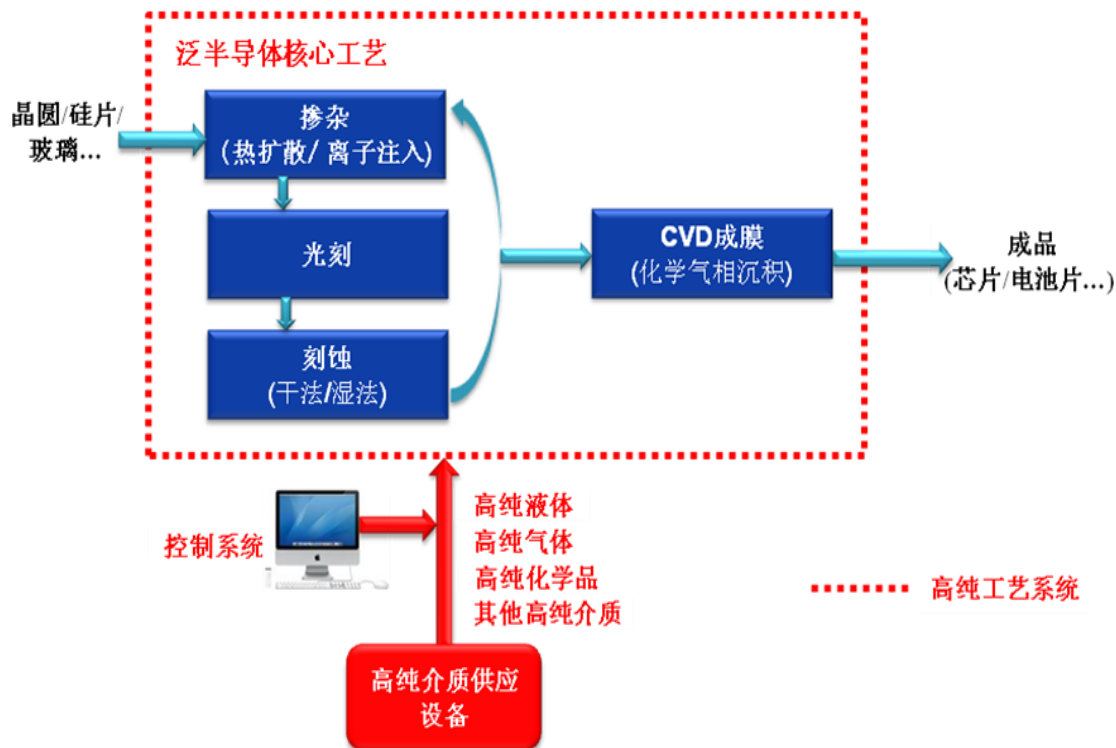 泛半导体核心工艺
晶圆/硅片/
玻璃...
掺杂
(热扩散/ 离子注入)
光刻
刻蚀
(干法/湿法)
CVD成膜
(化学气相沉积)
成品
(芯片/电池片...)
控制系统
高纯液体
高纯气体
高纯化学品
其他高纯介质
高纯工艺系统
高纯介质供应
设备